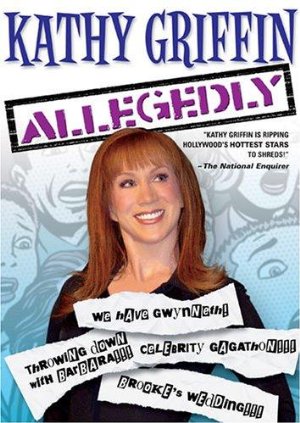 KATHY GRIFFIN
ALLEGEDLY
"KATHY GRIFFIN IS RIPPING
HOLLYWOOD'S HOTTEST STARS
TO SHREDS!"
–The National Enquirer
We HAVE GWYNNETH!
THROWING DOWN
WITH BARBARA!!!
CELEBRITY GAGATHON!!!
BROOKE'S WEDDING!!!